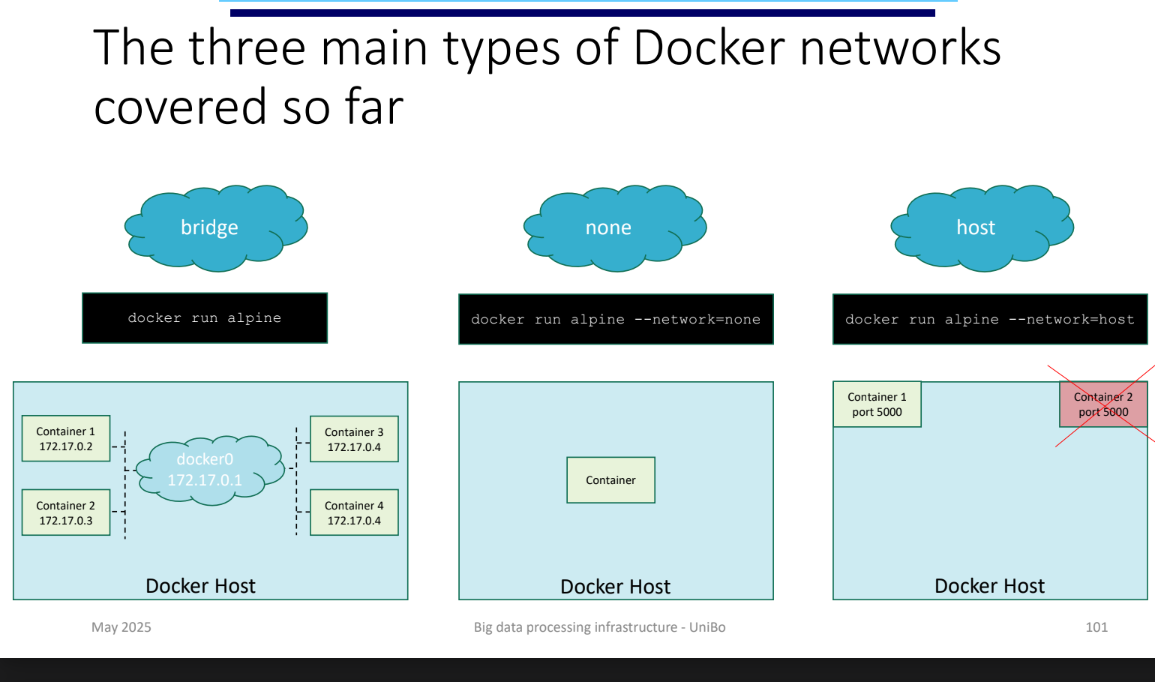 The three main types of Docker networks
covered so far
bridge
none
host
docker run alpine
docker run alpine --network=none
docker run alpine --network=host
Container 1
172.17.0.2
Container 2
172.17.0.3
docker0
172.17.0.1
Container 3
172.17.0.4
Container 4
172.17.0.4
Docker Host
Container
Docker Host
Container 1
port 5000
Container 2
port 5000
Docker Host
May 2025
Big data processing infrastructure - UniBo
101